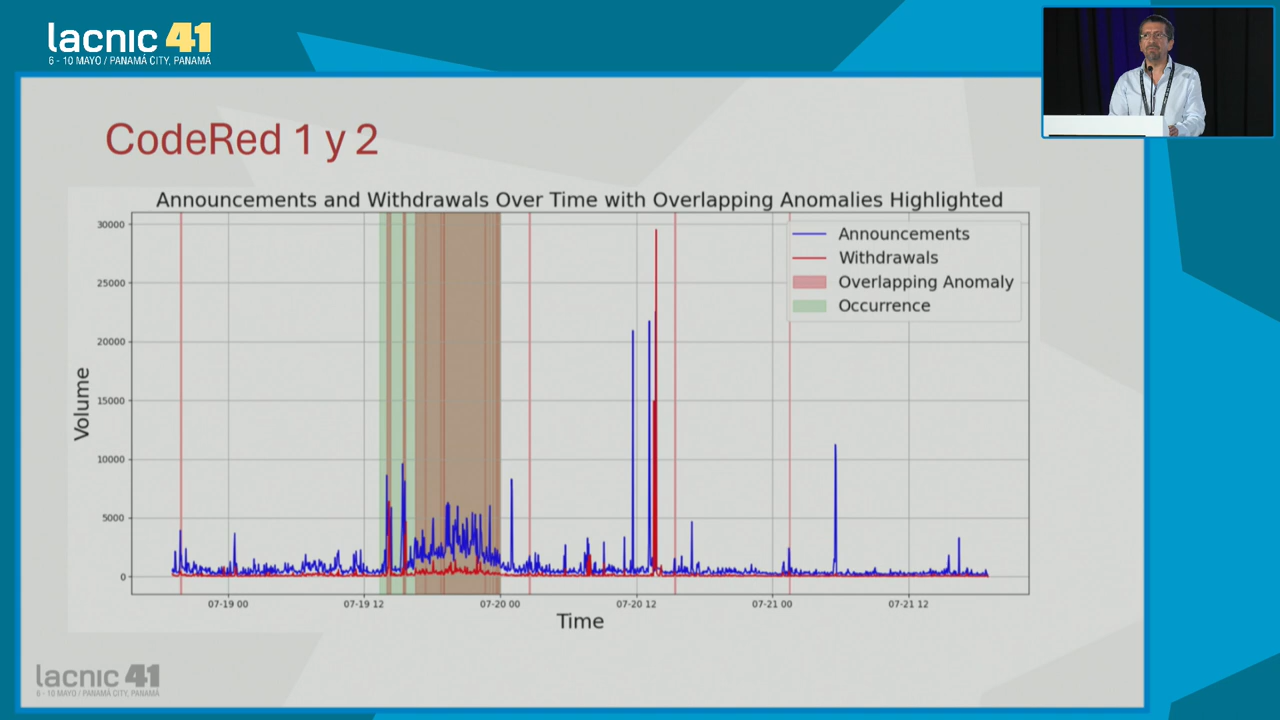 lacnic 41
6 - 10 MAYO / PANAMÁ CITY, PANAMÁ
CodeRed 1 y 2
Announcements and Withdrawals Over Time with Overlapping Anomalies Highlighted
Announcements
Withdrawals
Overlapping Anomaly
Occurrence
Volume
30000
25000
20000
15000
10000
5000
0
07-19 00
07-19 12
07-20 00
07-20 12
07-21 00
07-21 12
Time
lacnic 41
6 - 10 MAYO / PANAMÁ CITY, PANAMÁ